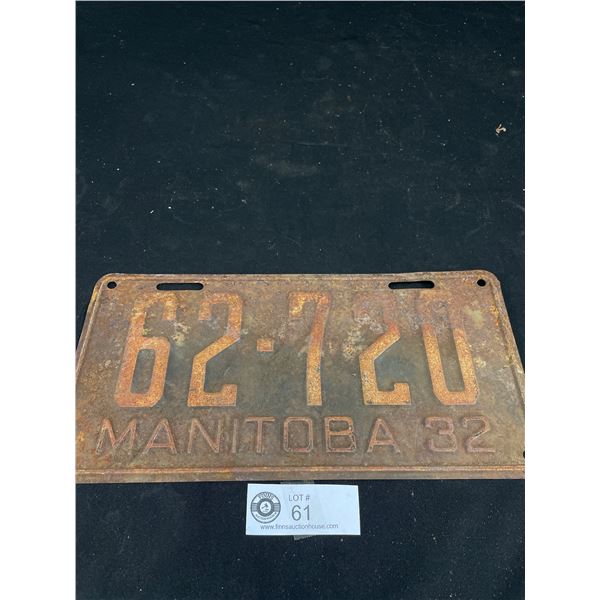 62-720
MANITOBA 32
LOT #
61
www.finnsauctionhouse.com